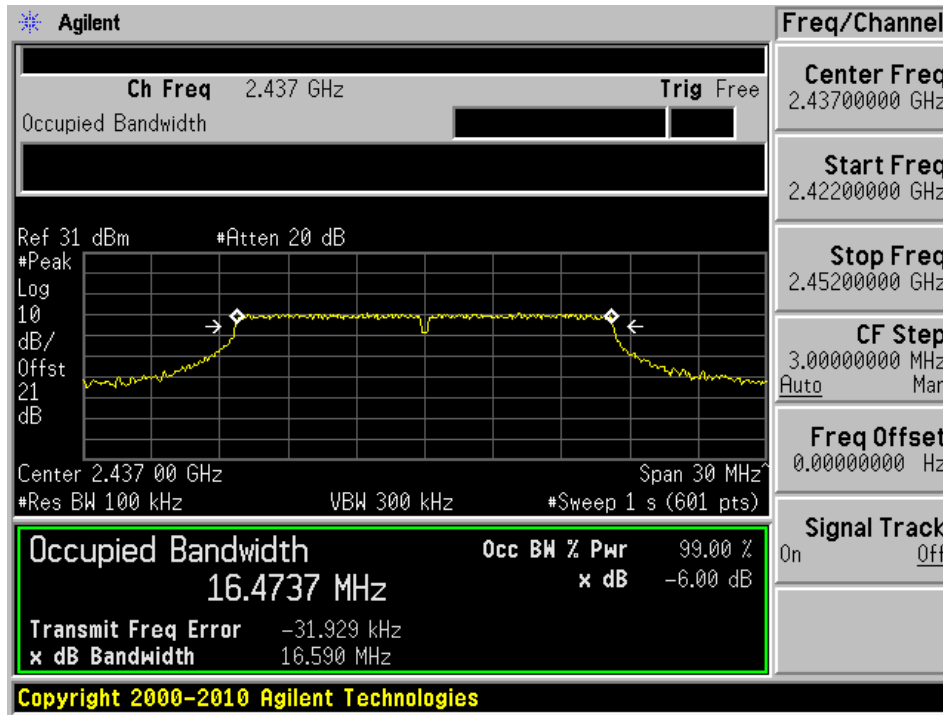 Agilent
Freq/Channel
Ch Freq 2.437 GHz Trig Free
Occupied Bandwidth
Center Freq
2.43700000 GHz
Start Freq
2.42200000 GHz
Stop Freq
2.45200000 GHz
CF Step
3.00000000 MHz
Auto Man
Freq Offset
0.00000000 Hz
Signal Track
On Off
Ref 31 dBm #Atten 20 dB
#Peak
Log
10
dB/
Offst
21
dB
Center 2.437 00 GHz Span 30 MHz^
#Res BW 100 kHz VBW 300 kHz #Sweep 1 s (601 pts)
Occupied Bandwidth Occ BW % Pwr 99.00 %
16.4737 MHz x dB -6.00 dB
Transmit Freq Error -31.929 kHz
x dB Bandwidth 16.590 MHz
Copyright 2000-2010 Agilent Technologies